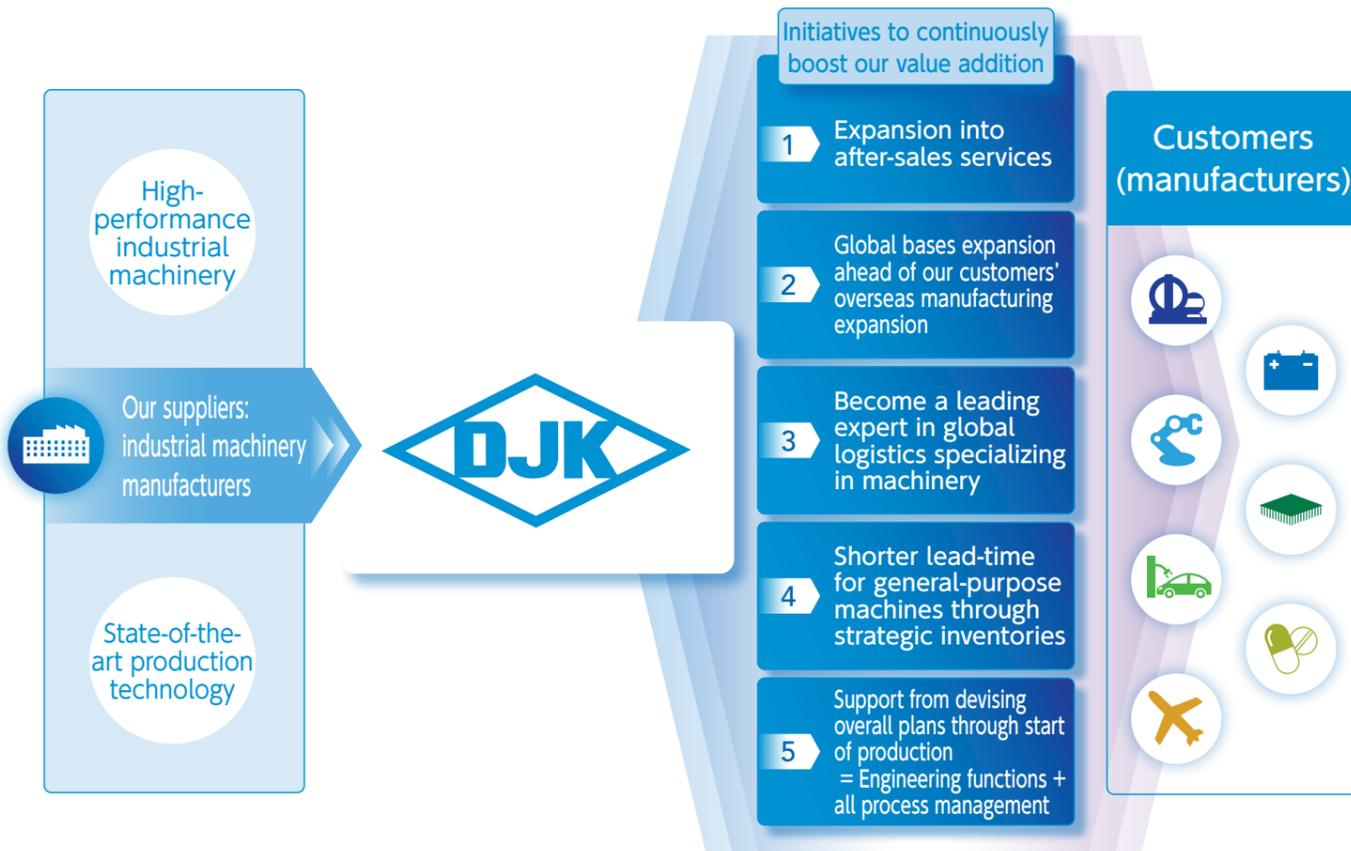 High-
performance
industrial
machinery
Our suppliers:
industrial machinery
manufacturers
State-of-the-
art production
technology
DJK
Initiatives to continuously
boost our value addition
1
Expansion into
after-sales services
2
Global bases expansion
ahead of our customers’
overseas manufacturing
expansion
3
Become a leading
expert in global
logistics specializing
in machinery
4
Shorter lead-time
for general-purpose
machines through
strategic inventories
5
Support from devising
overall plans through start
of production
= Engineering functions +
all process management
Customers
(manufacturers)
+ −